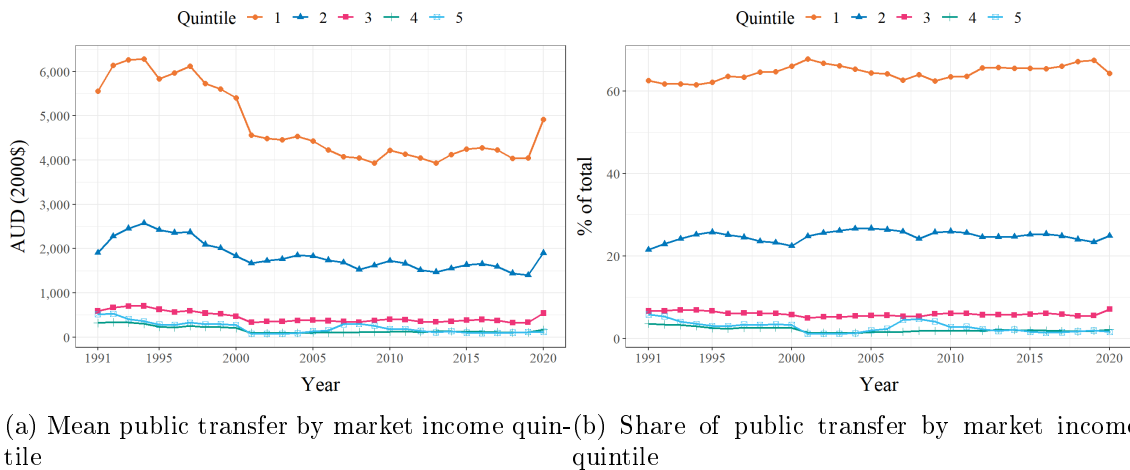 Quintile 1 2 3 4 5
AUD (2000$)
6,000
5,000
4,000
3,000
2,000
1,000
0
1991 1995 2000 2005 2010 2015 2020
Year
(a) Mean public transfer by market income quin-
tile
Quintile 1 2 3 4 5
% of total
60
40
20
0
1991 1995 2000 2005 2010 2015 2020
Year
(b) Share of public transfer by market income
quintile